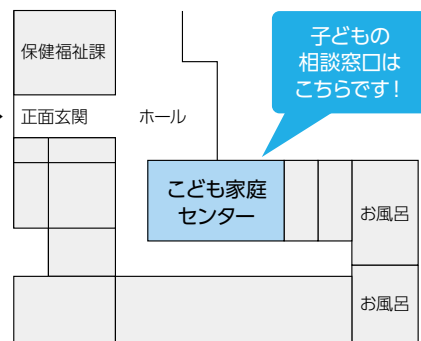 保健福祉課
子どもの
相談窓口は
こちらです！
正面玄関
ホール
こども家庭
センター
お風呂
お風呂